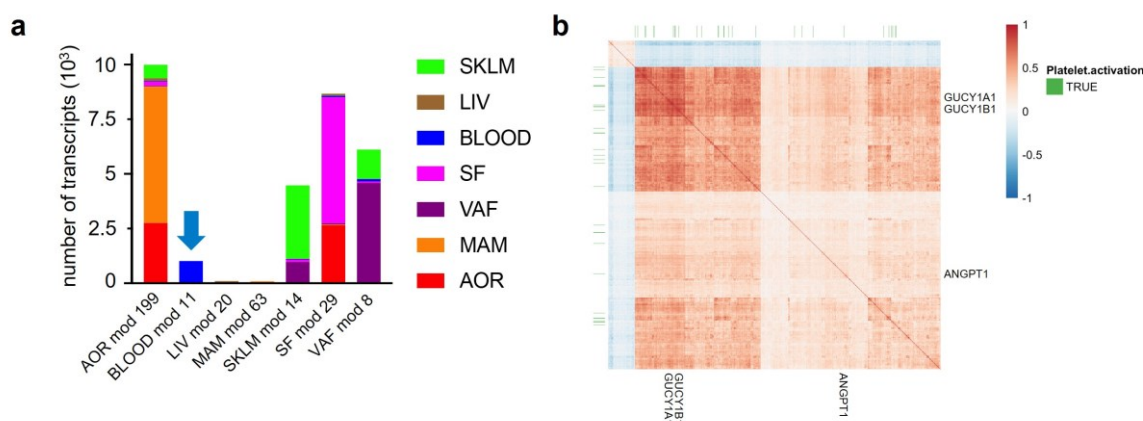 a
number of transcripts (10³)
10
7.5
5
2.5
0
AOR mod 199
BLOOD mod 11
LIV mod 20
MAM mod 63
SKLM mod 14
SF mod 29
VAF mod 8
SKLM
LIV
BLOOD
SF
VAF
MAM
AOR
b
GUCY1A1
GUCY1B1
ANGPT1
GUCY1B
GUCY1A
ANGPT1
1
0.5
0
-0.5
-1
Platelet.activation
TRUE